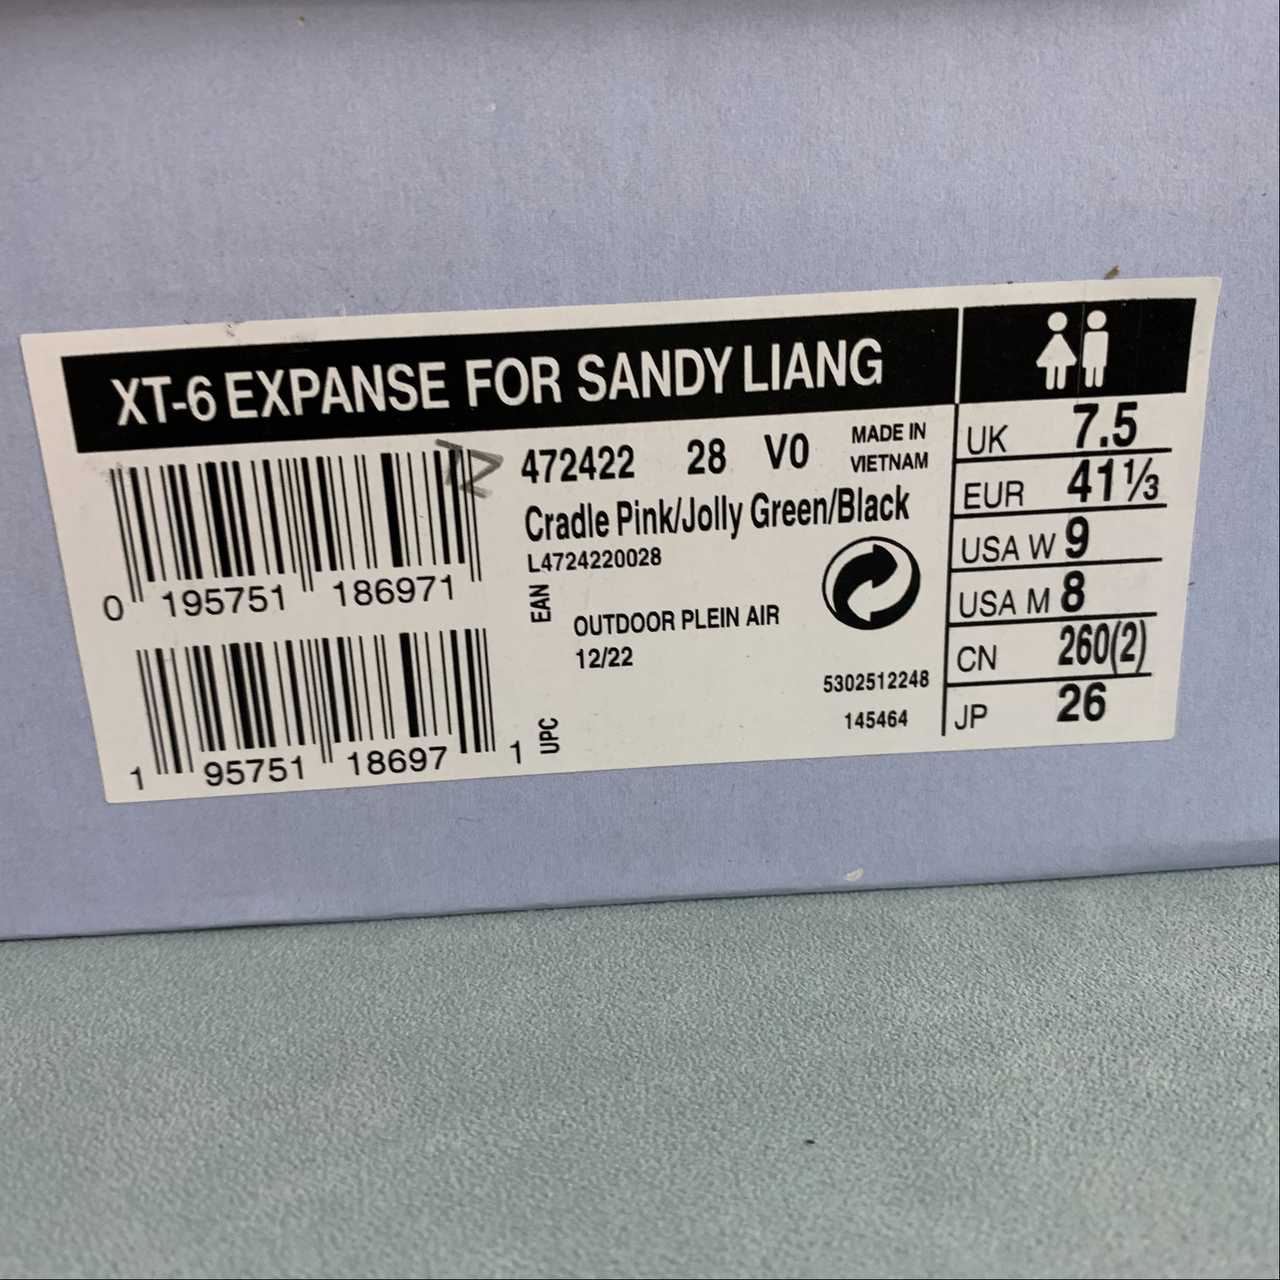 XT-6 EXPANSE FOR SANDY LIANG
472422 28 V0 MADE IN VIETNAM
Cradle Pink/Jolly Green/Black
L4724220028
0 195751 186971
EAN
OUTDOOR PLEIN AIR
12/22
5302512248
145464
1 95751 18697 1
UPC
UK 7.5
EUR 41⅓
USA W 9
USA M 8
CN 260(2)
JP 26